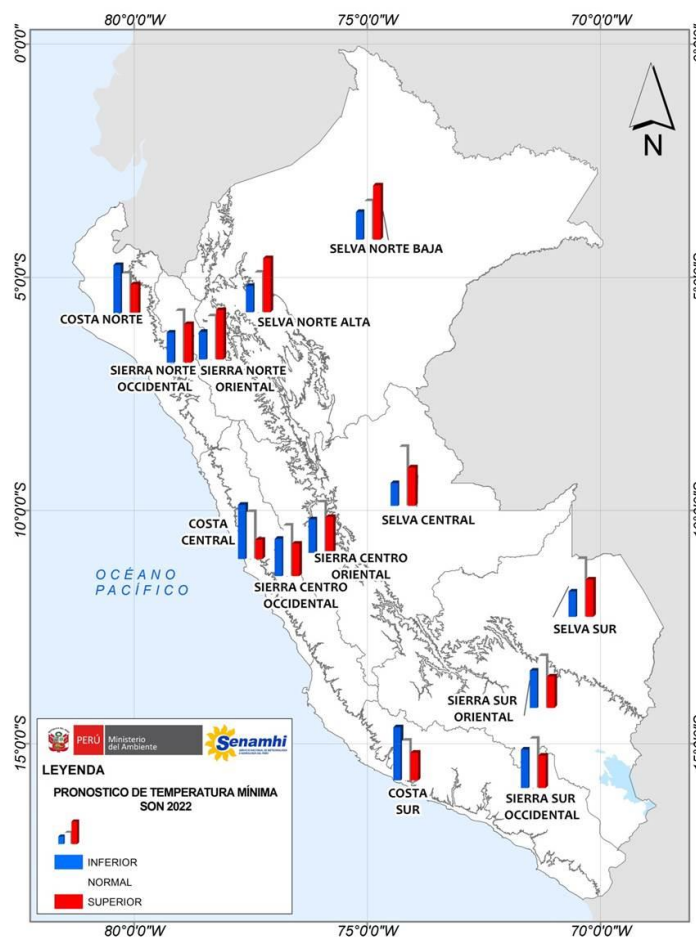 80°0'0"W
75°0'0"W
70°0'0"W
0°0'0"
N
SELVA NORTE BAJA
5°0'0"S
COSTA NORTE
SELVA NORTE ALTA
SIERRA NORTE
OCCIDENTAL
SIERRA NORTE
ORIENTAL
10°0'0"S
SELVA CENTRAL
COSTA
CENTRAL
SIERRA CENTRO
ORIENTAL
SIERRA CENTRO
OCCIDENTAL
OCÉANO
PACÍFICO
SELVA SUR
SIERRA SUR
ORIENTAL
15°0'0"S
COSTA
SUR
SIERRA SUR
OCCIDENTAL
PERÚ
Ministerio
del Ambiente
Senamhi
LEYENDA
PRONOSTICO DE TEMPERATURA MÍNIMA
SON 2022
INFERIOR
NORMAL
SUPERIOR
80°0'0"W
75°0'0"W
70°0'0"W